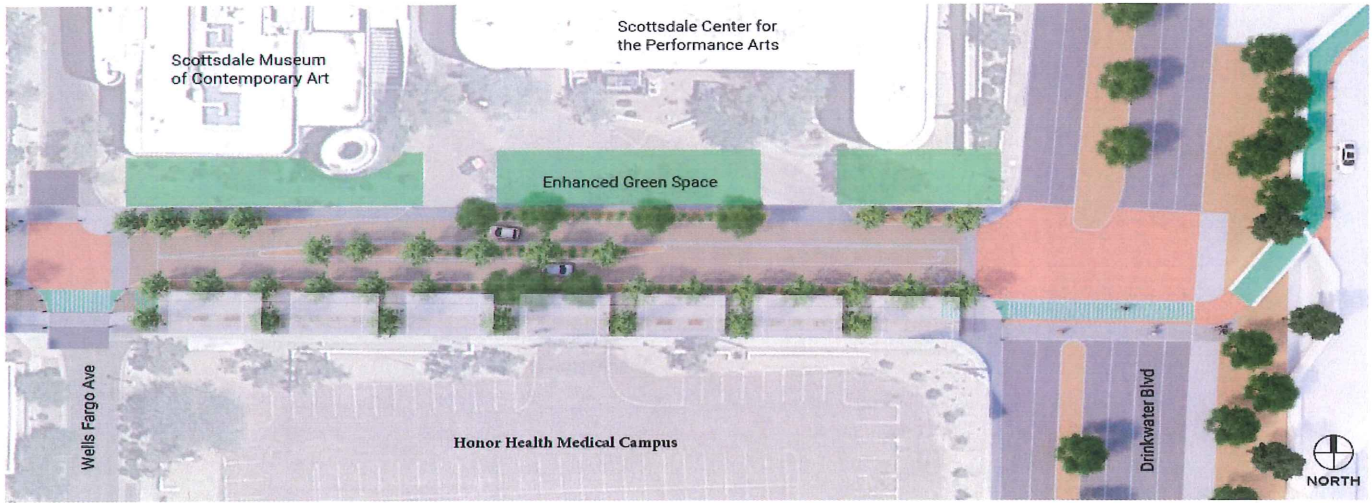 Scottsdale Museum
of Contemporary Art
Scottsdale Center for
the Performance Arts
Enhanced Green Space
Wells Fargo Ave
Honor Health Medical Campus
Drinkwater Blvd
NORTH